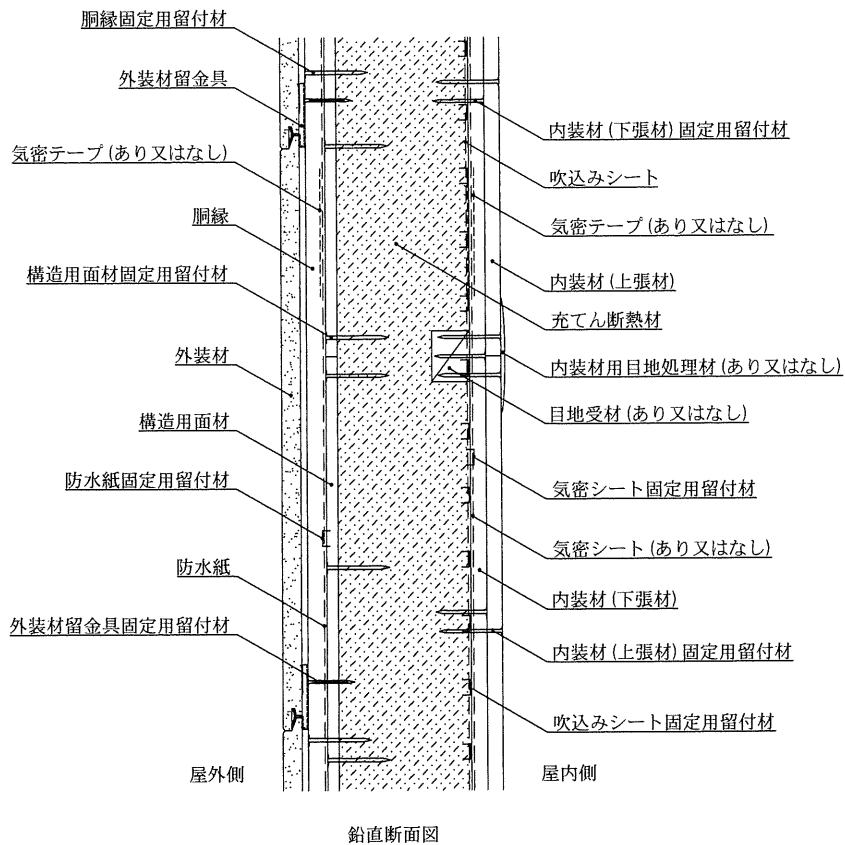 胴縁固定用留付材
外装材留金具
気密テープ (あり又はなし)
胴縁
構造用面材固定用留付材
外装材
構造用面材
防水紙固定用留付材
防水紙
外装材留金具固定用留付材
内装材 (下張材) 固定用留付材
吹込みシート
気密テープ (あり又はなし)
内装材 (上張材)
充てん断熱材
内装材用目地処理材 (あり又はなし)
目地受材 (あり又はなし)
気密シート固定用留付材
気密シート (あり又はなし)
内装材 (下張材)
内装材 (上張材) 固定用留付材
吹込みシート固定用留付材
屋外側
屋内側
鉛直断面図